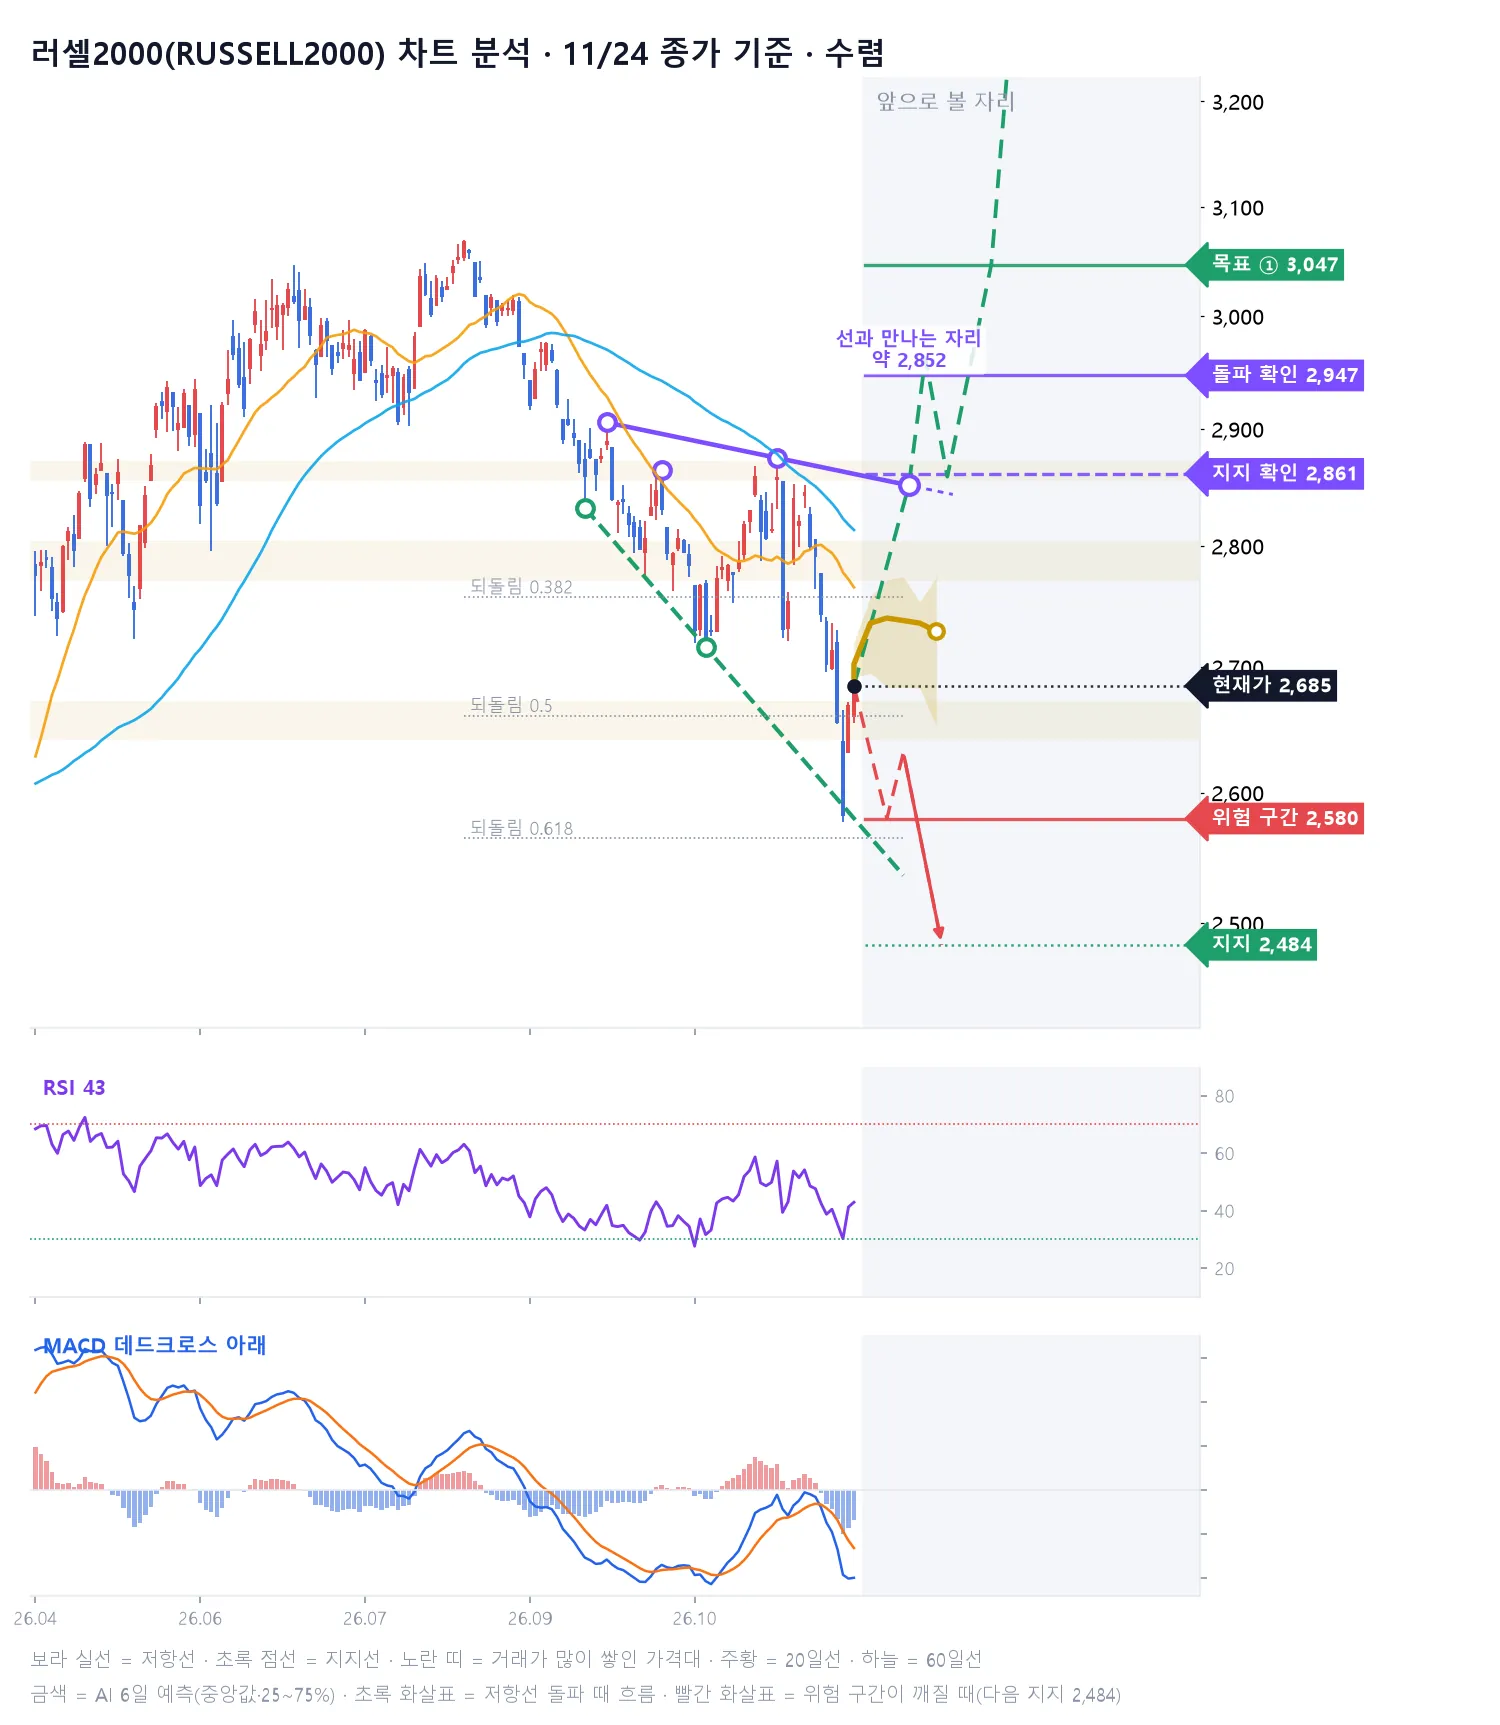 러셀2000(RUSSELL2000) 차트 분석 · 11/24 종가 기준 · 수렴
앞으로 볼 자리
3,200
3,100
목표 ① 3,047
3,000
선과 만나는 자리
약 2,852
돌파 확인 2,947
2,900
지지 확인 2,861
2,800
되돌림 0.382
2,700
현재가 2,685
되돌림 0.5
2,600
위험 구간 2,580
되돌림 0.618
2,500
지지 2,484
RSI 43
80
60
40
20
MACD 데드크로스 아래
26.04
26.06
26.07
26.09
26.10
보라 실선 = 저항선 · 초록 점선 = 지지선 · 노란 띠 = 거래가 많이 쌓인 가격대 · 주황 = 20일선 · 하늘 = 60일선
금색 = AI 6일 예측(중앙값·25~75%) · 초록 화살표 = 저항선 돌파 때 흐름 · 빨간 화살표 = 위험 구간이 깨질 때(다음 지지 2,484)